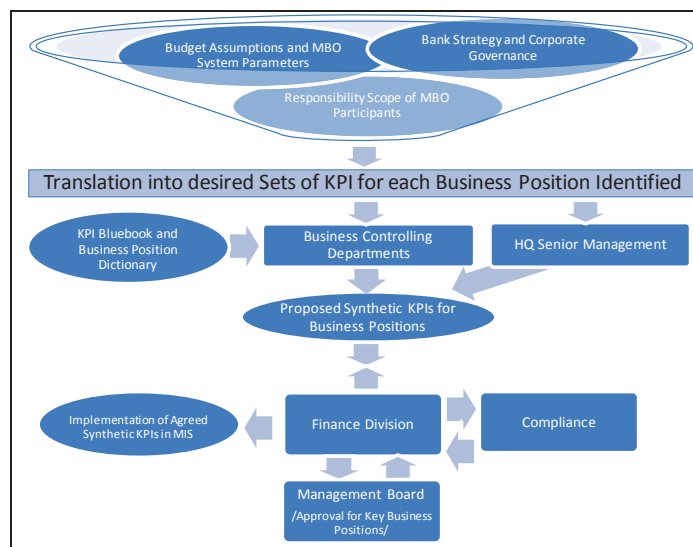 Budget Assumptions and MBO
System Parameters
Bank Strategy and Corporate
Governance
Responsibility Scope of MBO
Participants
Translation into desired Sets of KPI for each Business Position Identified
KPI Bluebook and
Business Position
Dictionary
Business Controlling
Departments
HQ Senior Management
Proposed Synthetic KPIs for
Business Positions
Implementation of Agreed
Synthetic KPIs in MIS
Finance Division
Compliance
Management Board
/Approval for Key Business
Positions/